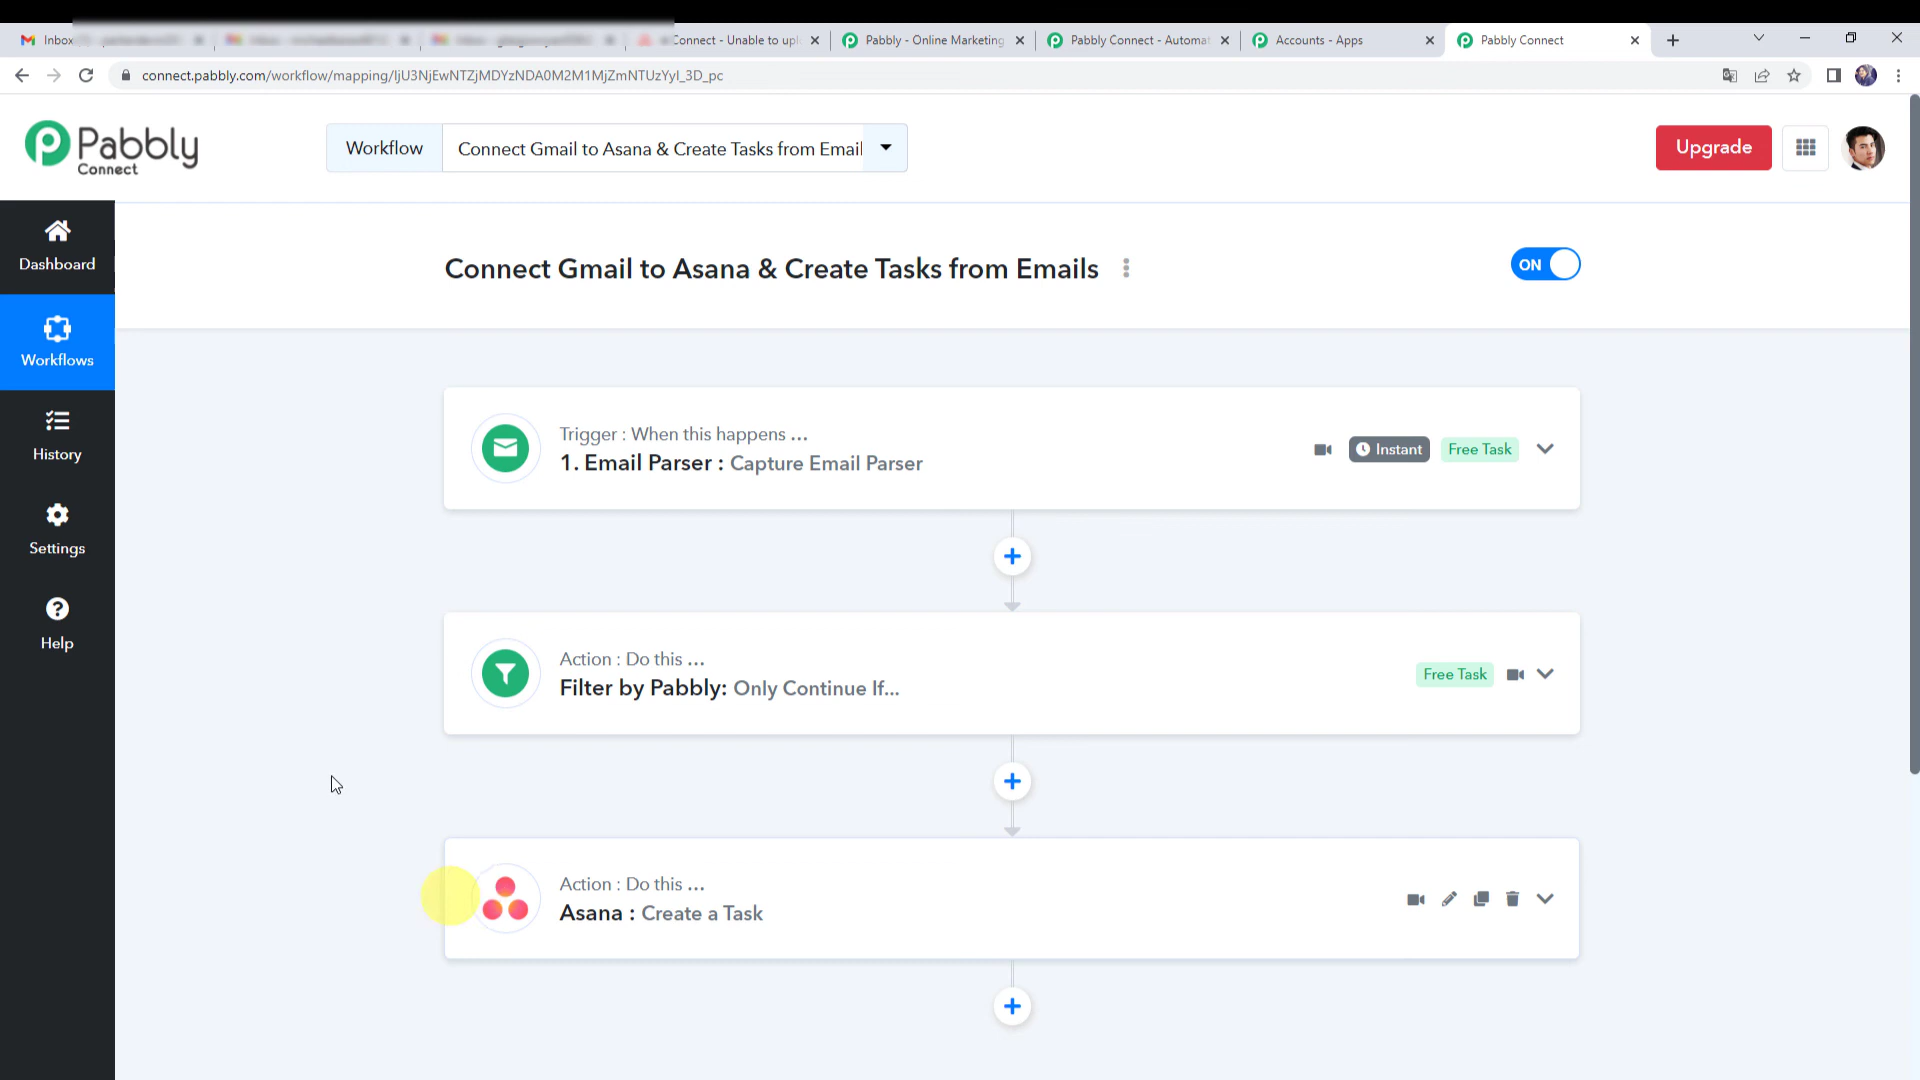 Inbox
Connect - Unable to upl
Pabbly - Online Marketing
Pabbly Connect - Automat
Accounts - Apps
Pabbly Connect
connect.pabbly.com/workflow/mapping/IjU3NjEwNTZjMDYzNDA0M2M1MjZmNTUzYyI_3D_pc
Pabbly
Connect
Workflow
Connect Gmail to Asana & Create Tasks from Email
Upgrade
Dashboard
Workflows
History
Settings
Help
Connect Gmail to Asana & Create Tasks from Emails
ON
Trigger : When this happens ...
1. Email Parser : Capture Email Parser
Instant
Free Task
Action : Do this ...
Filter by Pabbly: Only Continue If...
Free Task
Action : Do this ...
Asana : Create a Task